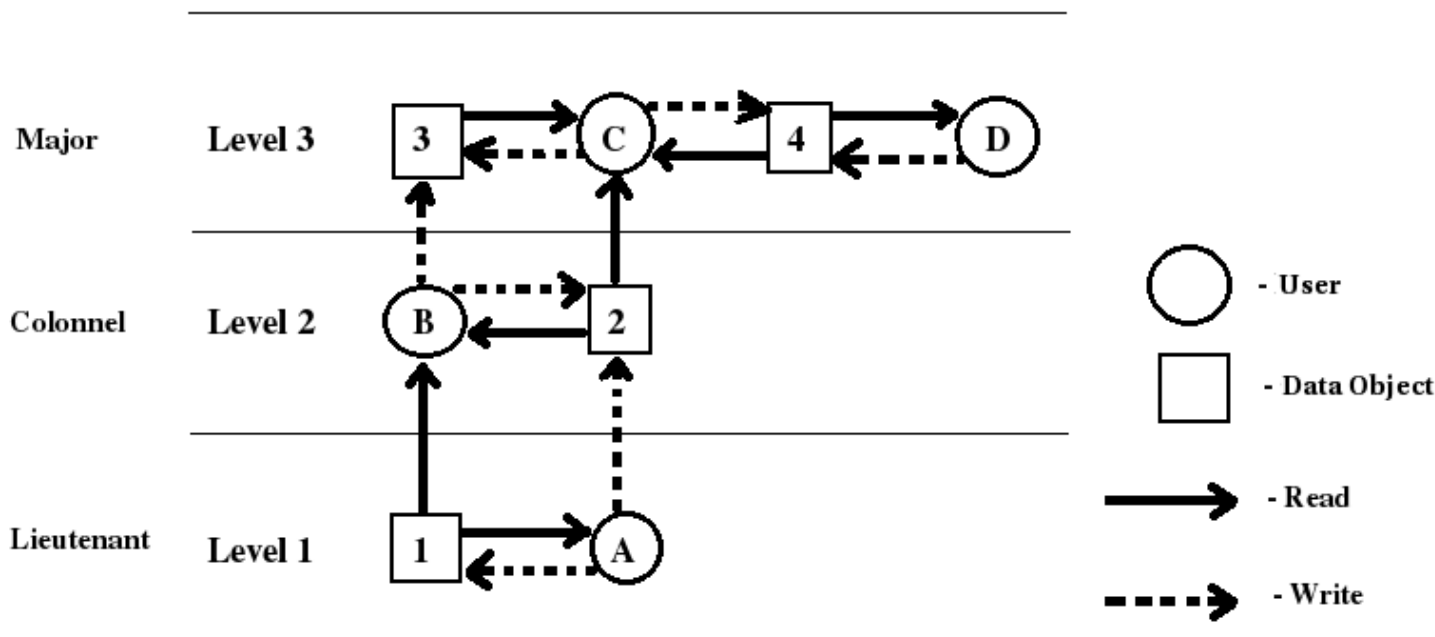 Major Level 3 3 C 4 D
Colonnel Level 2 B 2
Lieutenant Level 1 1 A
- User
- Data Object
- Read
- Write